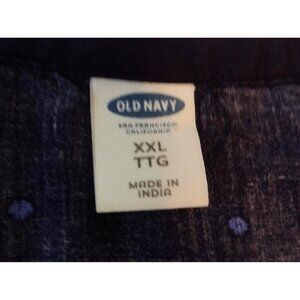 OLD NAVY
SAN FRANCISCO
CALIFORNIA
XXL
TTG
MADE IN
INDIA